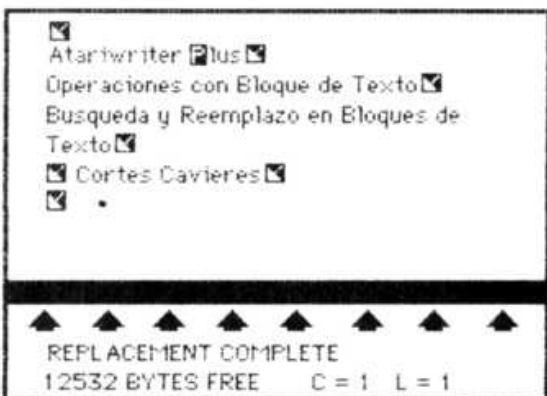 Atariwriter Plus
Operaciones con Bloque de Texto
Busqueda y Reemplazo en Bloques de
Texto
Cortes Cavieres
REPLACEMENT COMPLETE
12532 BYTES FREE C = 1 L = 1